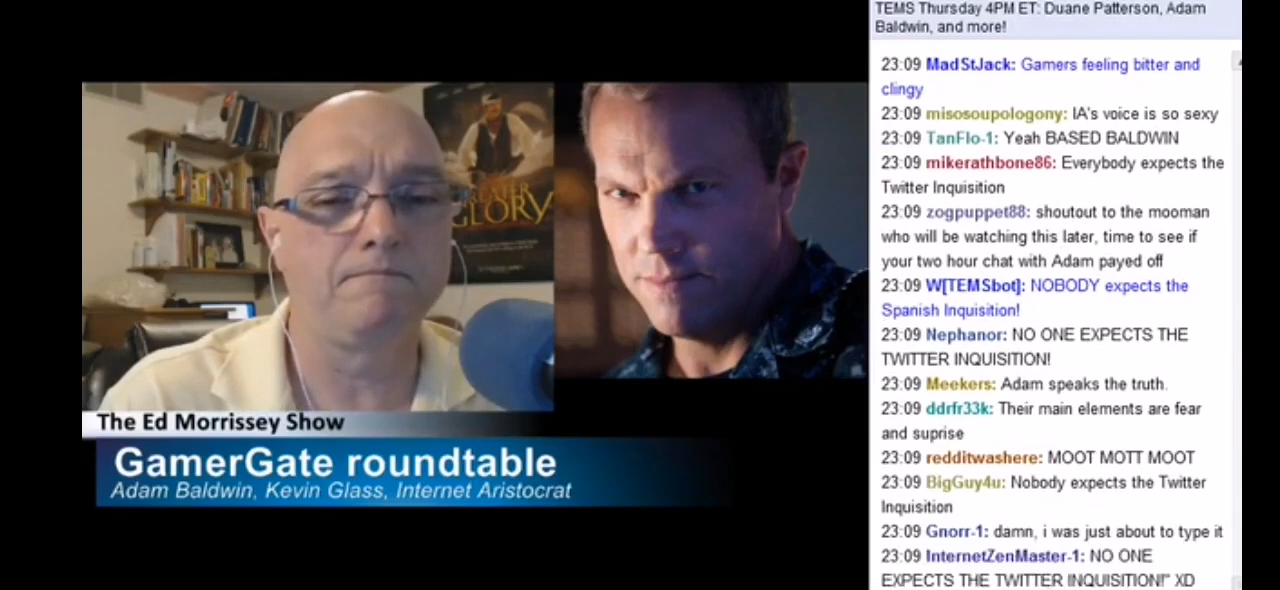 TEMS Thursday 4PM ET: Duane Patterson, Adam
Baldwin, and more!
GLORY
The Ed Morrissey Show
GamerGate roundtable
Adam Baldwin, Kevin Glass, Internet Aristocrat
23:09 MadStJack: Gamers feeling bitter and
clingy
23:09 misosoupologony: IA's voice is so sexy
23:09 TanFlo-1: Yeah BASED BALDWIN
23:09 mikerathbone86: Everybody expects the
Twitter Inquisition
23:09 zogpuppet88: shoutout to the mooman
who will be watching this later, time to see if
your two hour chat with Adam payed off
23:09 W[TEMSbot]: NOBODY expects the
Spanish Inquisition!
23:09 Nephanor: NO ONE EXPECTS THE
TWITTER INQUISITION!
23:09 Meekers: Adam speaks the truth.
23:09 ddrfr33k: Their main elements are fear
and suprise
23:09 redditwashere: MOOT MOTT MOOT
23:09 BigGuy4u: Nobody expects the Twitter
Inquisition
23:09 Gnorr-1: damn, i was just about to type it
23:09 InternetZenMaster-1: NO ONE
EXPECTS THE TWITTER INQUISITION!" XD